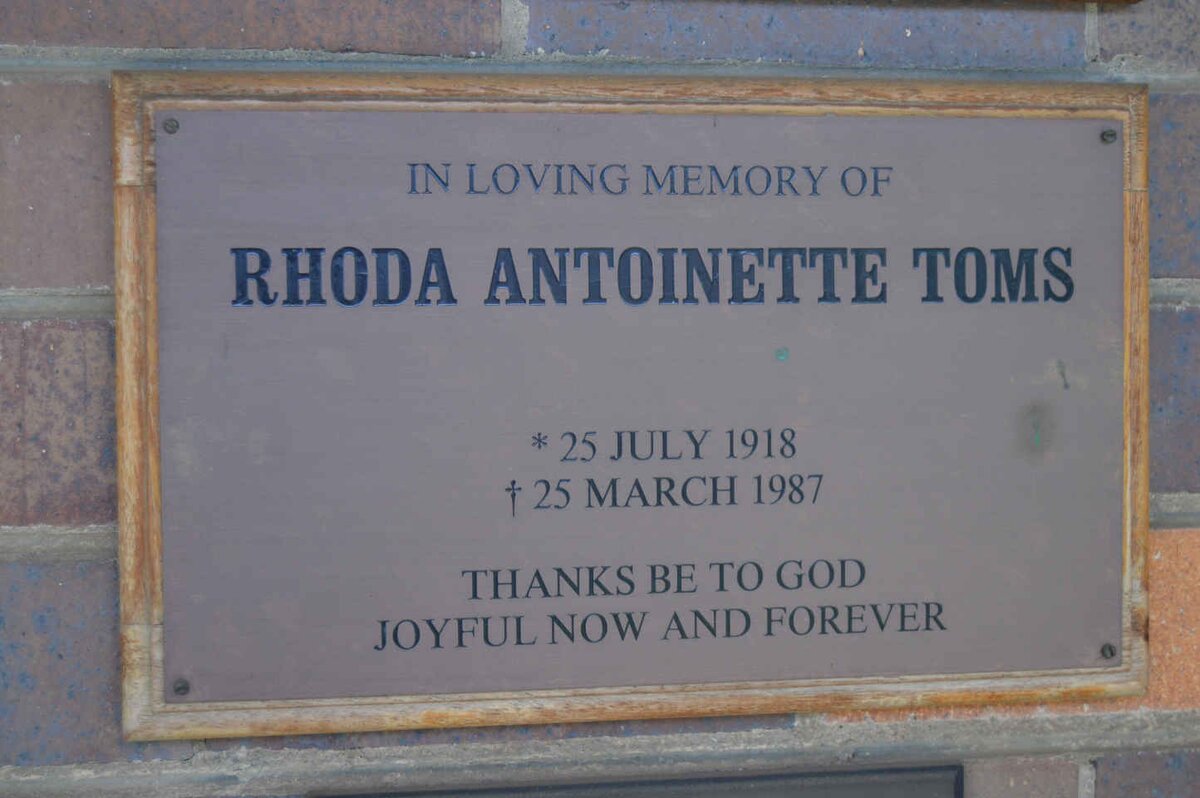 IN LOVING MEMORY OF
RHODA ANTOINETTE TOMS
* 25 JULY 1918
† 25 MARCH 1987
THANKS BE TO GOD
JOYFUL NOW AND FOREVER